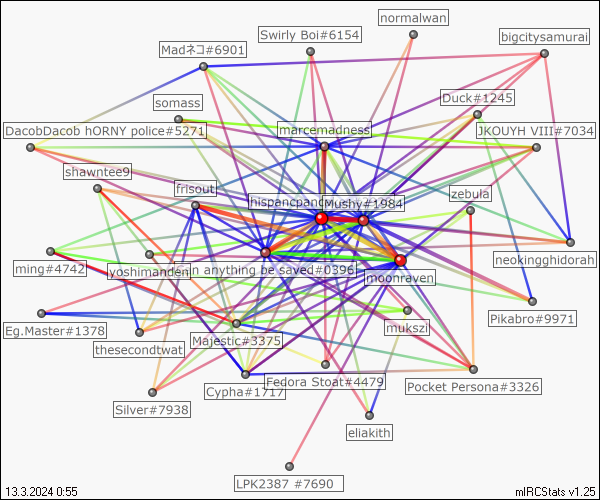 normalwan
Swirly Boi#6154
bigcitysamurai
Madネコ#6901
somass
Duck#1245
DacobDacob hORNY police#5271
marcemadness
JKOUYH VIII#7034
shawntee9
frisout
zebula
hispancpanc
Mushy#1984
ming#4742
yoshimanden
n anything be saved#0396
moonraven
neokingghidorah
Eg.Master#1378
thesecondtwat
Majestic#3375
mukszi
Pikabro#9971
Silver#7938
Cypha#1717
Fedora Stoat#4479
Pocket Persona#3326
eliakith
LPK2387 #7690
13.3.2024 0:55
mIRCStats v1.25